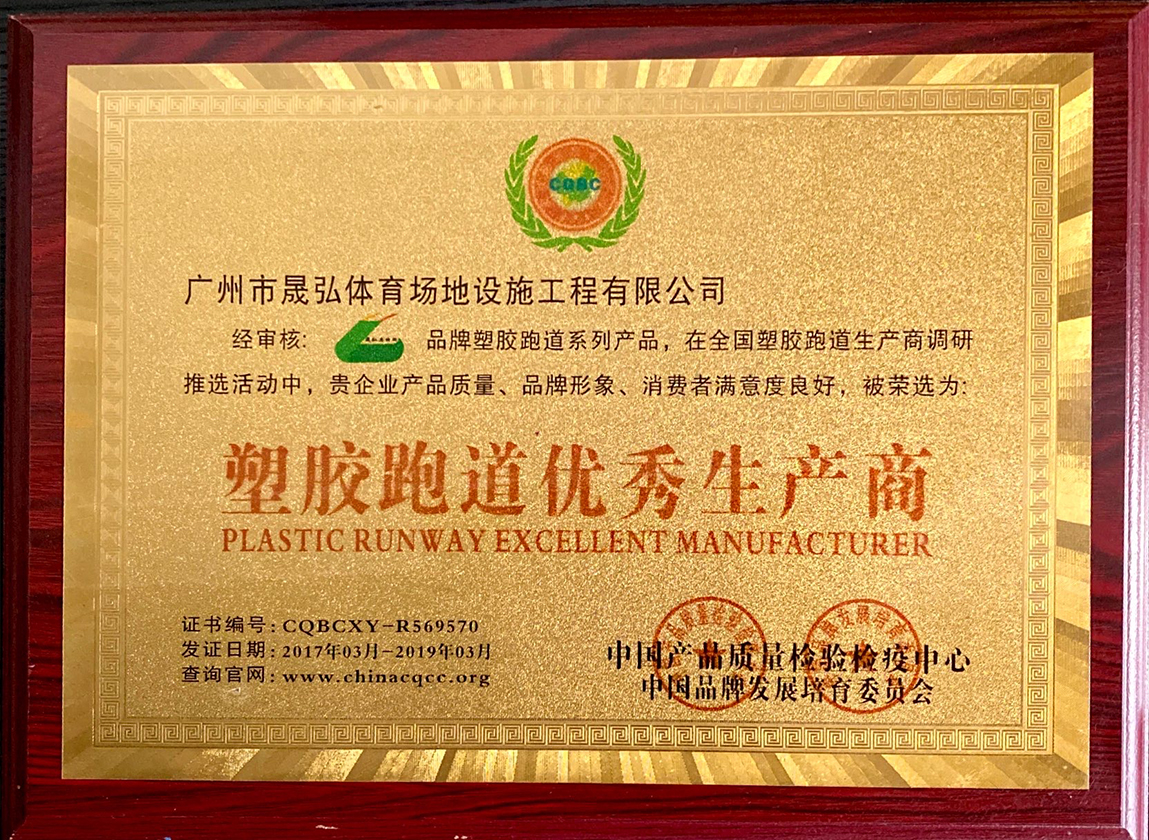 CQBC
广州市晟弘体育场地设施工程有限公司
经审核: 品牌塑胶跑道系列产品，在全国塑胶跑道生产商调研
推选活动中，贵企业产品质量、品牌形象、消费者满意度良好，被荣选为:
塑胶跑道优秀生产商
PLASTIC RUNWAY EXCELLENT MANUFACTURER
证书编号: CQBCXY-R569570
发证日期: 2017年03月-2019年03月
查询官网: www.chinacqcc.org
中国产品质量检验检疫中心
中国品牌发展培育委员会